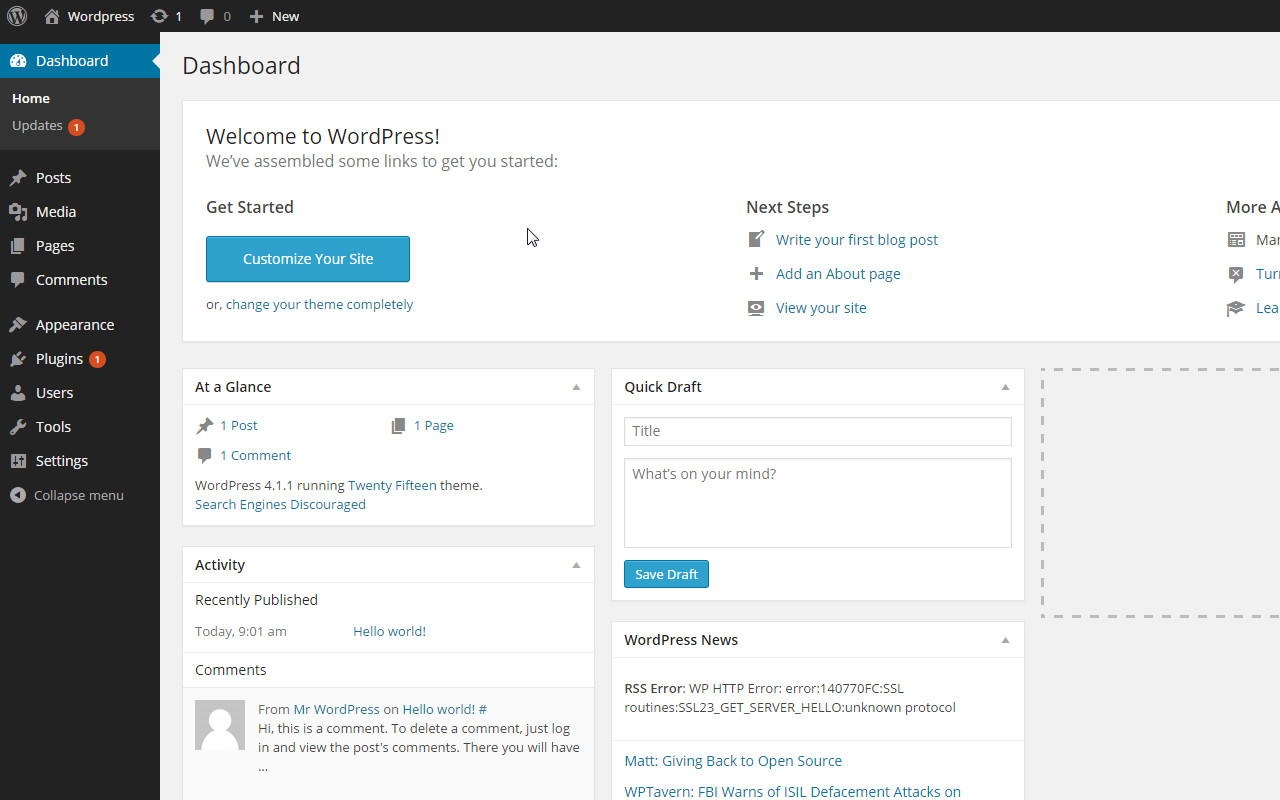 Wordpress 1 0 New
Dashboard
Home
Updates 1
Posts
Media
Pages
Comments
Appearance
Plugins 1
Users
Tools
Settings
Collapse menu
Dashboard
Welcome to WordPress!
We've assembled some links to get you started:
Get Started
Customize Your Site
or, change your theme completely
Next Steps
Write your first blog post
Add an About page
View your site
More A
Man
Turn
Lea
At a Glance
1 Post 1 Page
1 Comment
WordPress 4.1.1 running Twenty Fifteen theme.
Search Engines Discouraged
Activity
Recently Published
Today, 9:01 am Hello world!
Comments
From Mr WordPress on Hello world! #
Hi, this is a comment. To delete a comment, just log
in and view the post's comments. There you will have
...
Quick Draft
Title
What's on your mind?
Save Draft
WordPress News
RSS Error: WP HTTP Error: error:140770FC:SSL
routines:SSL23_GET_SERVER_HELLO:unknown protocol
Matt: Giving Back to Open Source
WPTavern: FBI Warns of ISIL Defacement Attacks on